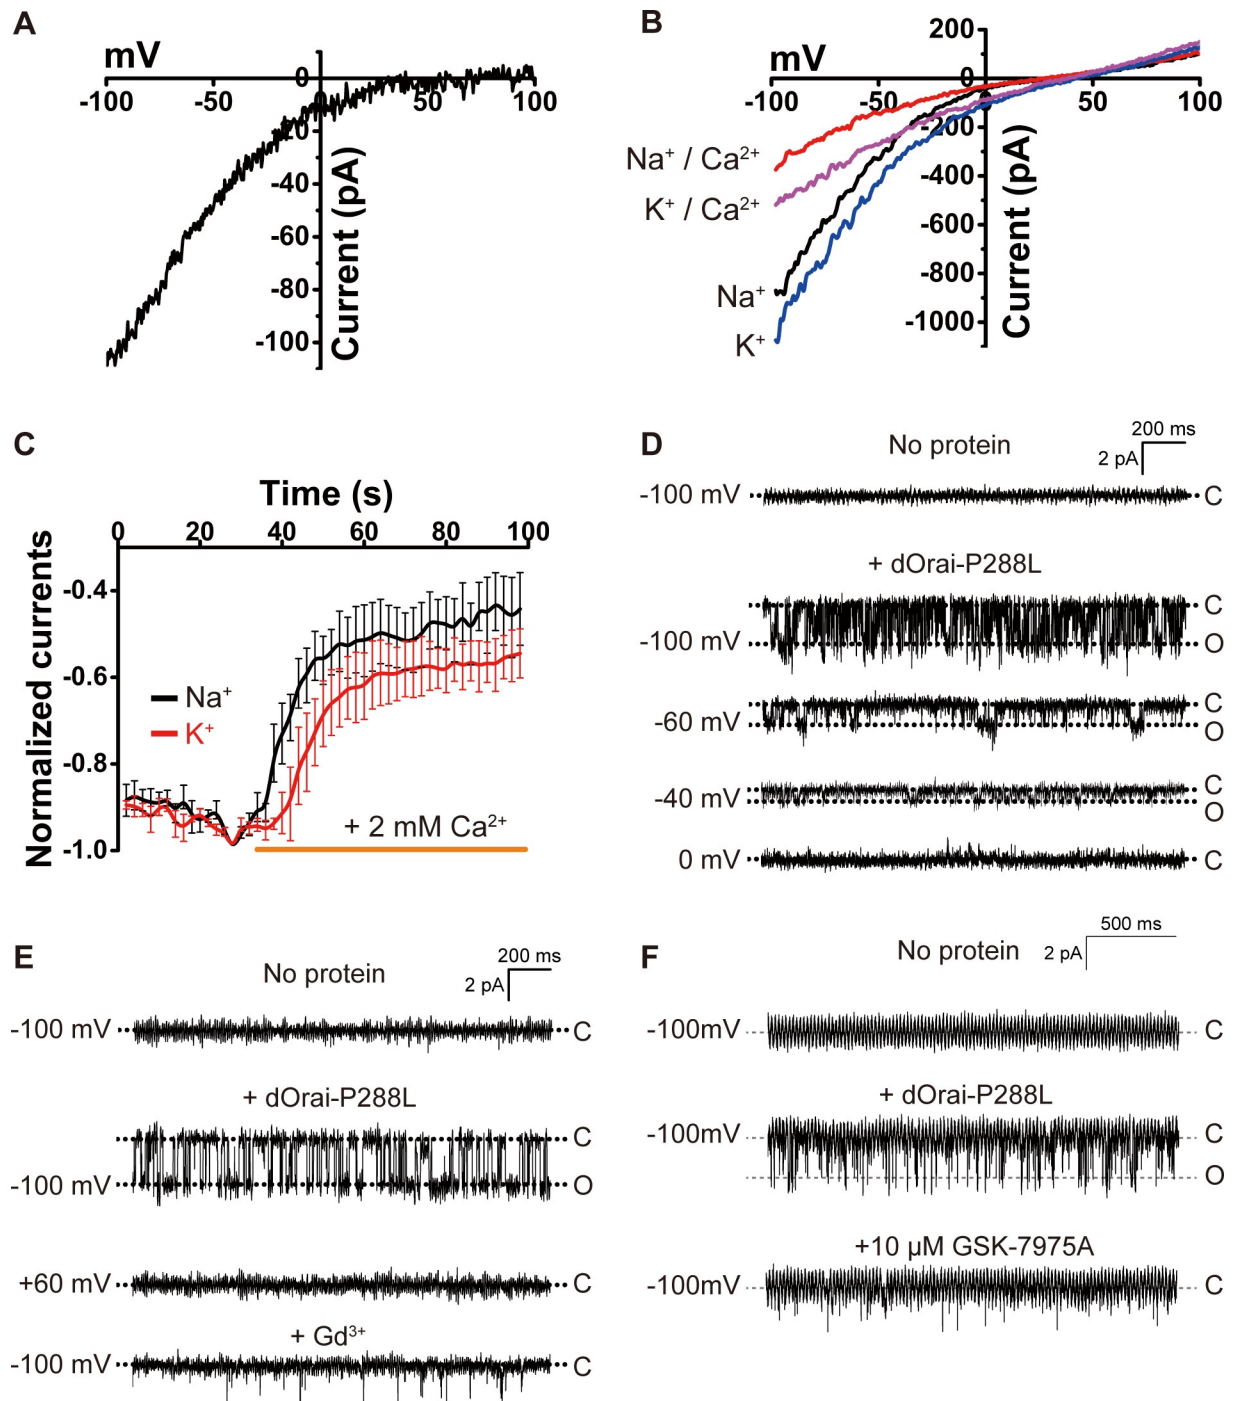 A
mV
0
-100 -50 0 50 100
-20
-40
-60
-80
-100
Current (pA)
B
mV
200
0
-100 -50 0 50 100
-200
-400
-600
-800
-1000
Current (pA)
Na⁺ / Ca²⁺
K⁺ / Ca²⁺
Na⁺
K⁺
C
Time (s)
0 20 40 60 80 100
-0.4
-0.6
-0.8
-1.0
Normalized currents
Na⁺
K⁺
+ 2 mM Ca²⁺
D
No protein
200 ms
2 pA
-100 mV C
+ dOrai-P288L
C
-100 mV O
C
-60 mV O
C
-40 mV O
0 mV C
E
No protein
200 ms
2 pA
-100 mV C
+ dOrai-P288L
C
-100 mV O
+60 mV C
+ Gd³⁺
-100 mV C
F
No protein
500 ms
2 pA
-100mV C
+ dOrai-P288L
-100mV C
O
+10 µM GSK-7975A
-100mV C